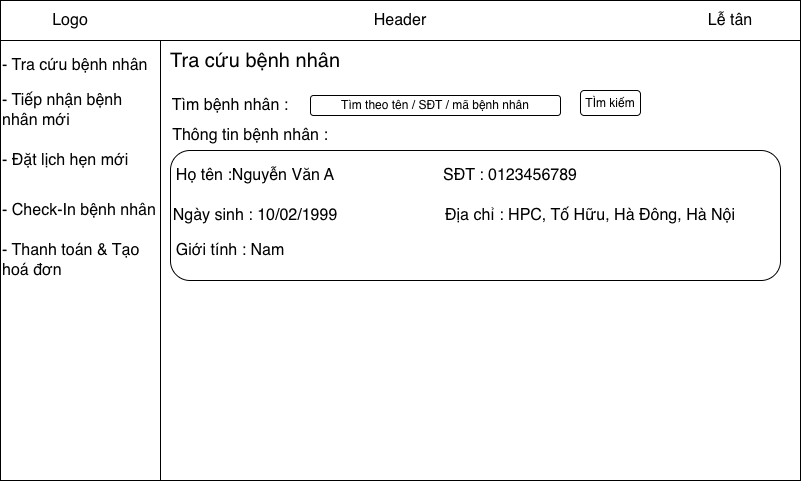 Logo
Header
Lễ tân
- Tra cứu bệnh nhân
- Tiếp nhận bệnh
nhân mới
- Đặt lịch hẹn mới
- Check-In bệnh nhân
- Thanh toán & Tạo
hoá đơn
Tra cứu bệnh nhân
Tìm bệnh nhân :
Tìm theo tên / SĐT / mã bệnh nhân
TÌm kiếm
Thông tin bệnh nhân :
Họ tên :Nguyễn Văn A
SĐT : 0123456789
Ngày sinh : 10/02/1999
Địa chỉ : HPC, Tố Hữu, Hà Đông, Hà Nội
Giới tính : Nam